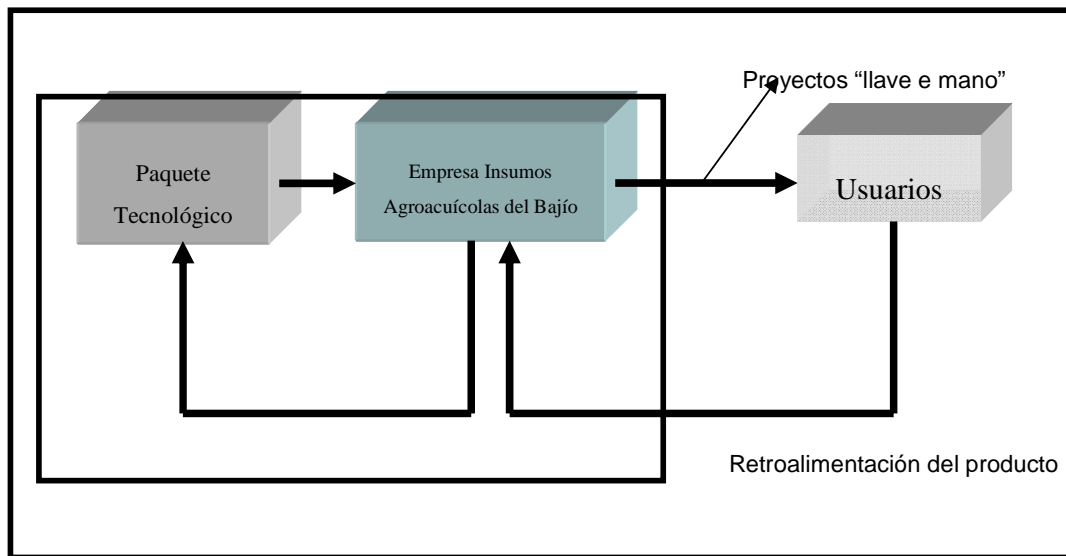 Proyectos “llave e mano”
Paquete
Tecnológico
Empresa Insumos
Agroacuícolas del Bajío
Usuarios
Retroalimentación del producto